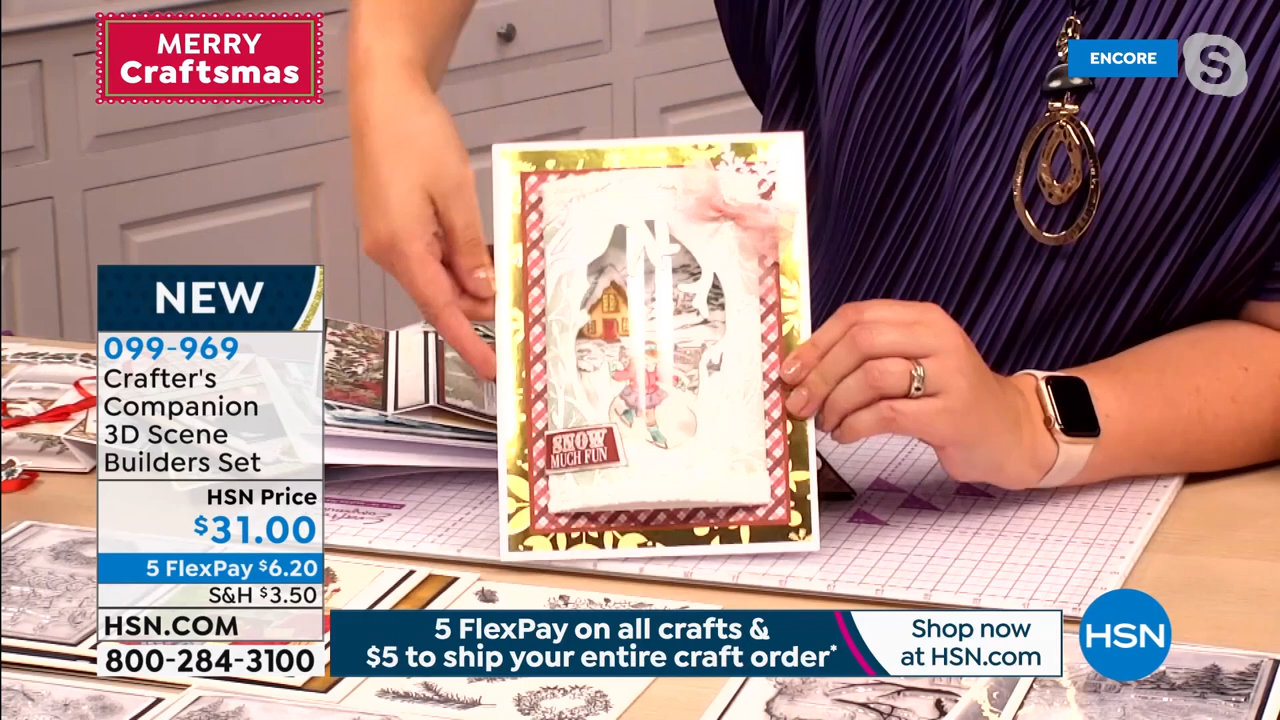 MERRY
Craftsmas
ENCORE
S
NEW
099-969
Crafter's
Companion
3D Scene
Builders Set
HSN Price
$31.00
5 FlexPay $6.20
S&H $3.50
HSN.COM
800-284-3100
SNOW
MUCH FUN
5 FlexPay on all crafts &
$5 to ship your entire craft order*
Shop now
at HSN.com
HSN